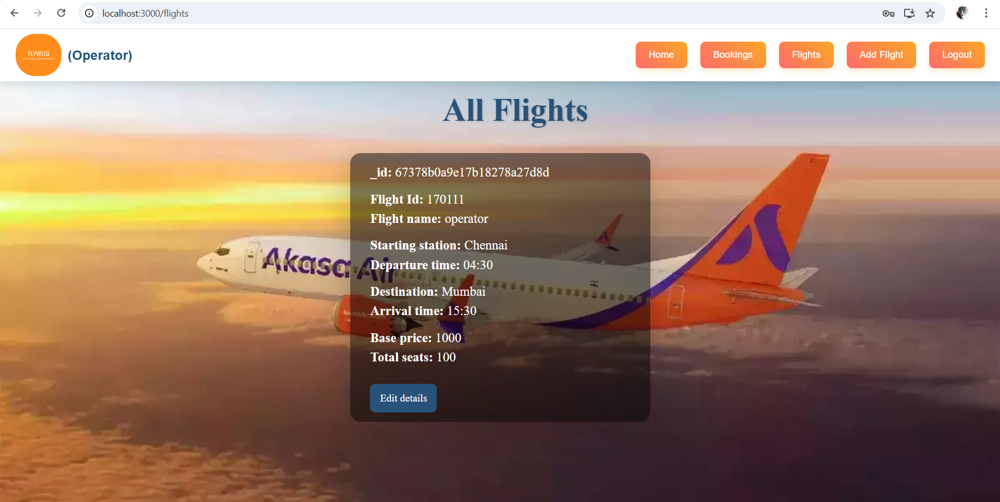 localhost:3000/flights
FLYVISTA
(Operator)
Home
Bookings
Flights
Add Flight
Logout
All Flights
_id: 67378b0a9e17b18278a27d8d
Flight Id: 170111
Flight name: operator
Starting station: Chennai
Departure time: 04:30
Destination: Mumbai
Arrival time: 15:30
Base price: 1000
Total seats: 100
Edit details
Akasa Air